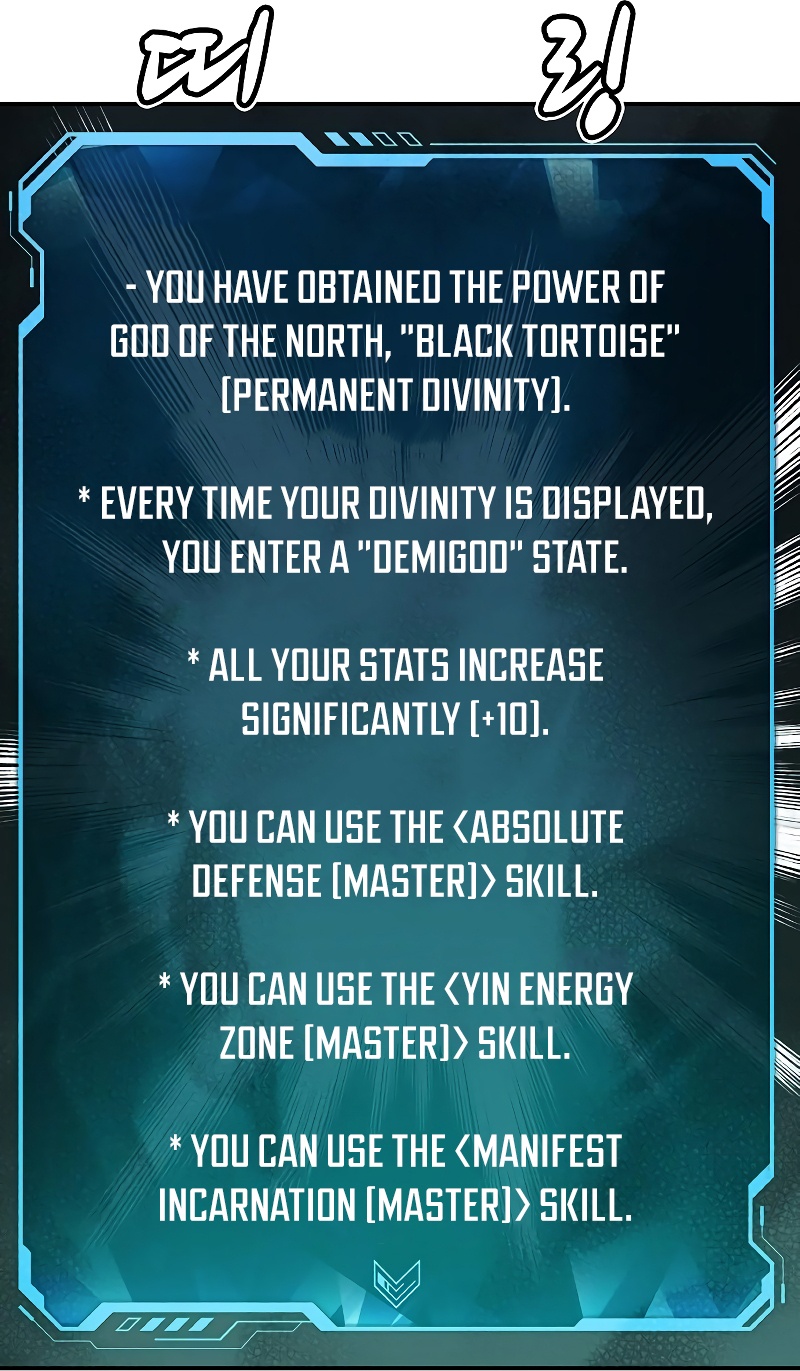 띠 링!
- YOU HAVE OBTAINED THE POWER OF
GOD OF THE NORTH, "BLACK TORTOISE"
[PERMANENT DIVINITY].
* EVERY TIME YOUR DIVINITY IS DISPLAYED,
YOU ENTER A "DEMIGOD" STATE.
* ALL YOUR STATS INCREASE
SIGNIFICANTLY [+10].
* YOU CAN USE THE <ABSOLUTE
DEFENSE [MASTER]> SKILL.
* YOU CAN USE THE <YIN ENERGY
ZONE [MASTER]> SKILL.
* YOU CAN USE THE <MANIFEST
INCARNATION [MASTER]> SKILL.